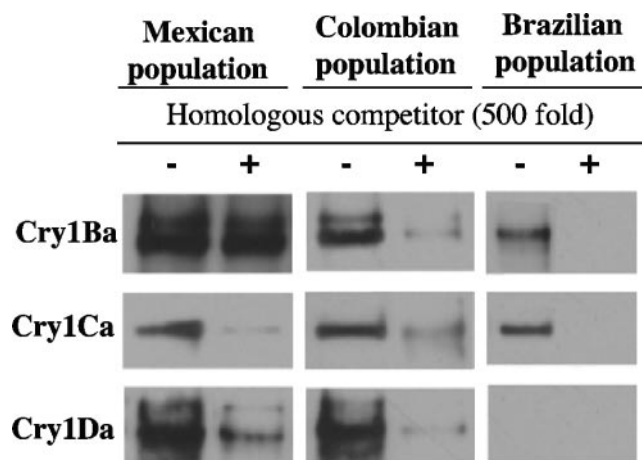 Mexican population Colombian population Brazilian population
Homologous competitor (500 fold)
- + - + - +
Cry1Ba
Cry1Ca
Cry1Da